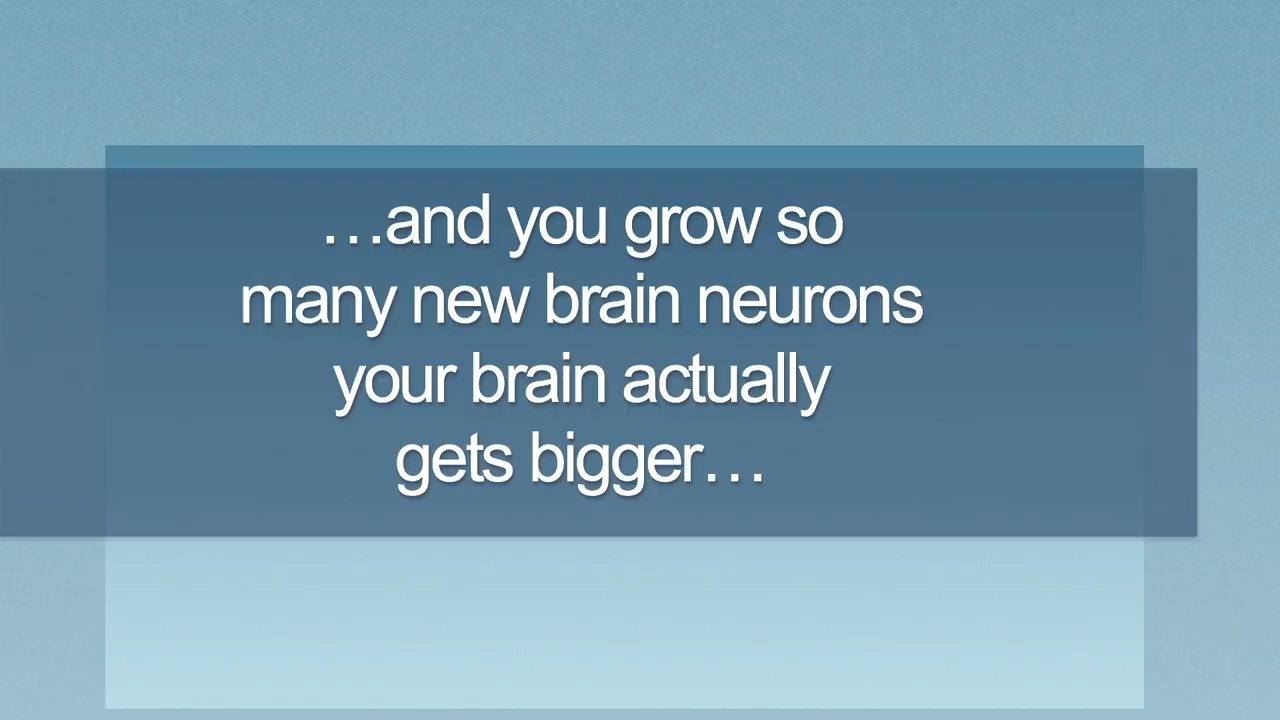 …and you grow so
many new brain neurons
your brain actually
gets bigger…